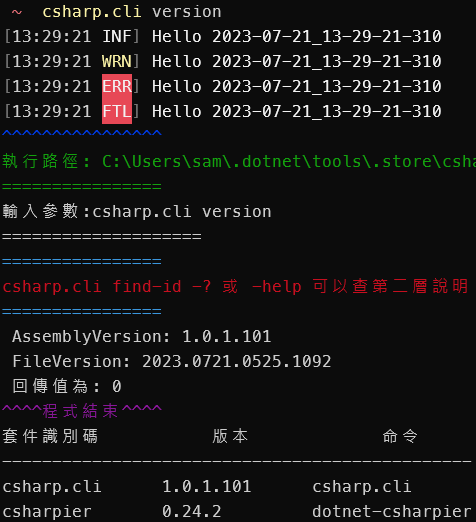 ~ csharp.cli version
[13:29:21 INF] Hello 2023-07-21_13-29-21-310
[13:29:21 WRN] Hello 2023-07-21_13-29-21-310
[13:29:21 ERR] Hello 2023-07-21_13-29-21-310
[13:29:21 FTL] Hello 2023-07-21_13-29-21-310
^^^^^^^^^^^^^^^^
執行路徑: C:\Users\sam\.dotnet\tools\.store\csha
================
輸入參數:csharp.cli version
====================
================
csharp.cli find-id -? 或 -help 可以查第二層說明
================
AssemblyVersion: 1.0.1.101
FileVersion: 2023.0721.0525.1092
回傳值為: 0
^^^^程式結束^^^^
套件識別碼 版本 命令
-----------------------------------------------
csharp.cli 1.0.1.101 csharp.cli
csharpier 0.24.2 dotnet-csharpier